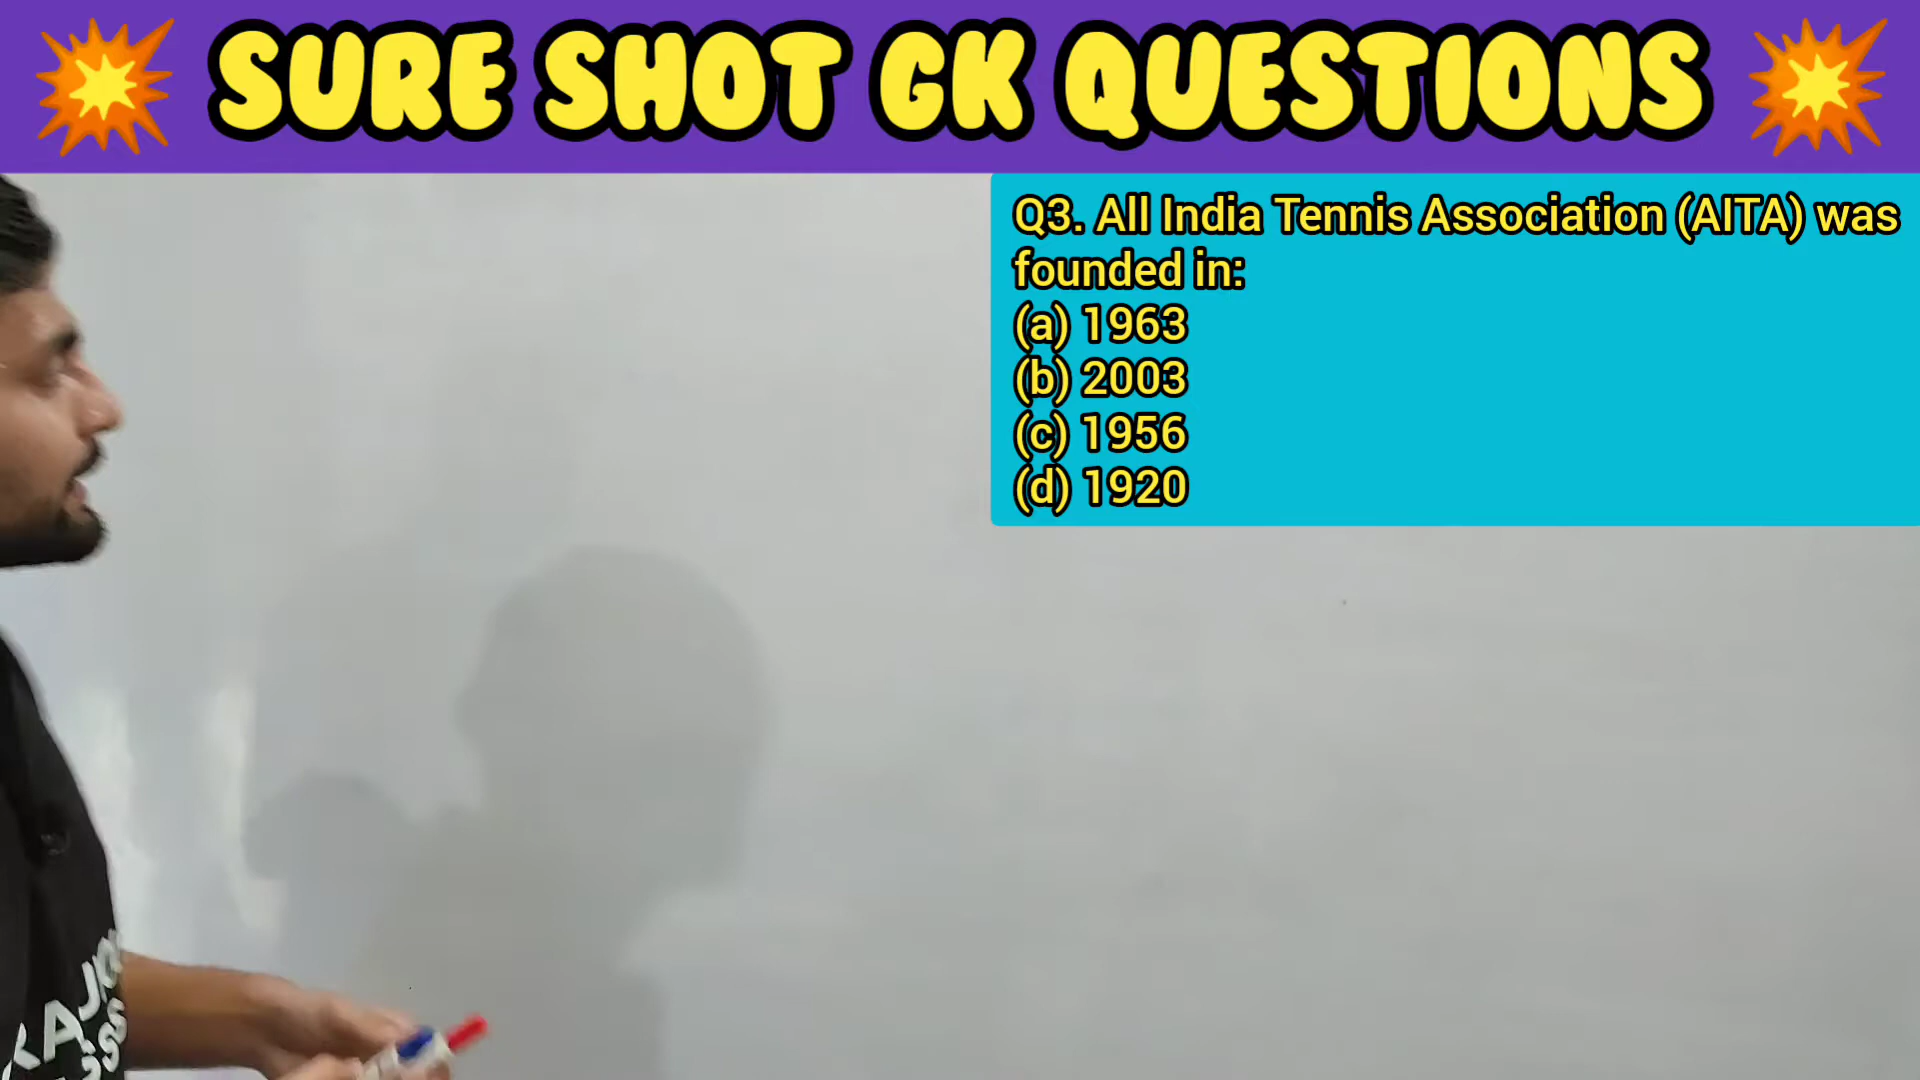 SURE SHOT GK QUESTIONS
Q3. All India Tennis Association (AITA) was
founded in:
(a) 1963
(b) 2003
(c) 1956
(d) 1920